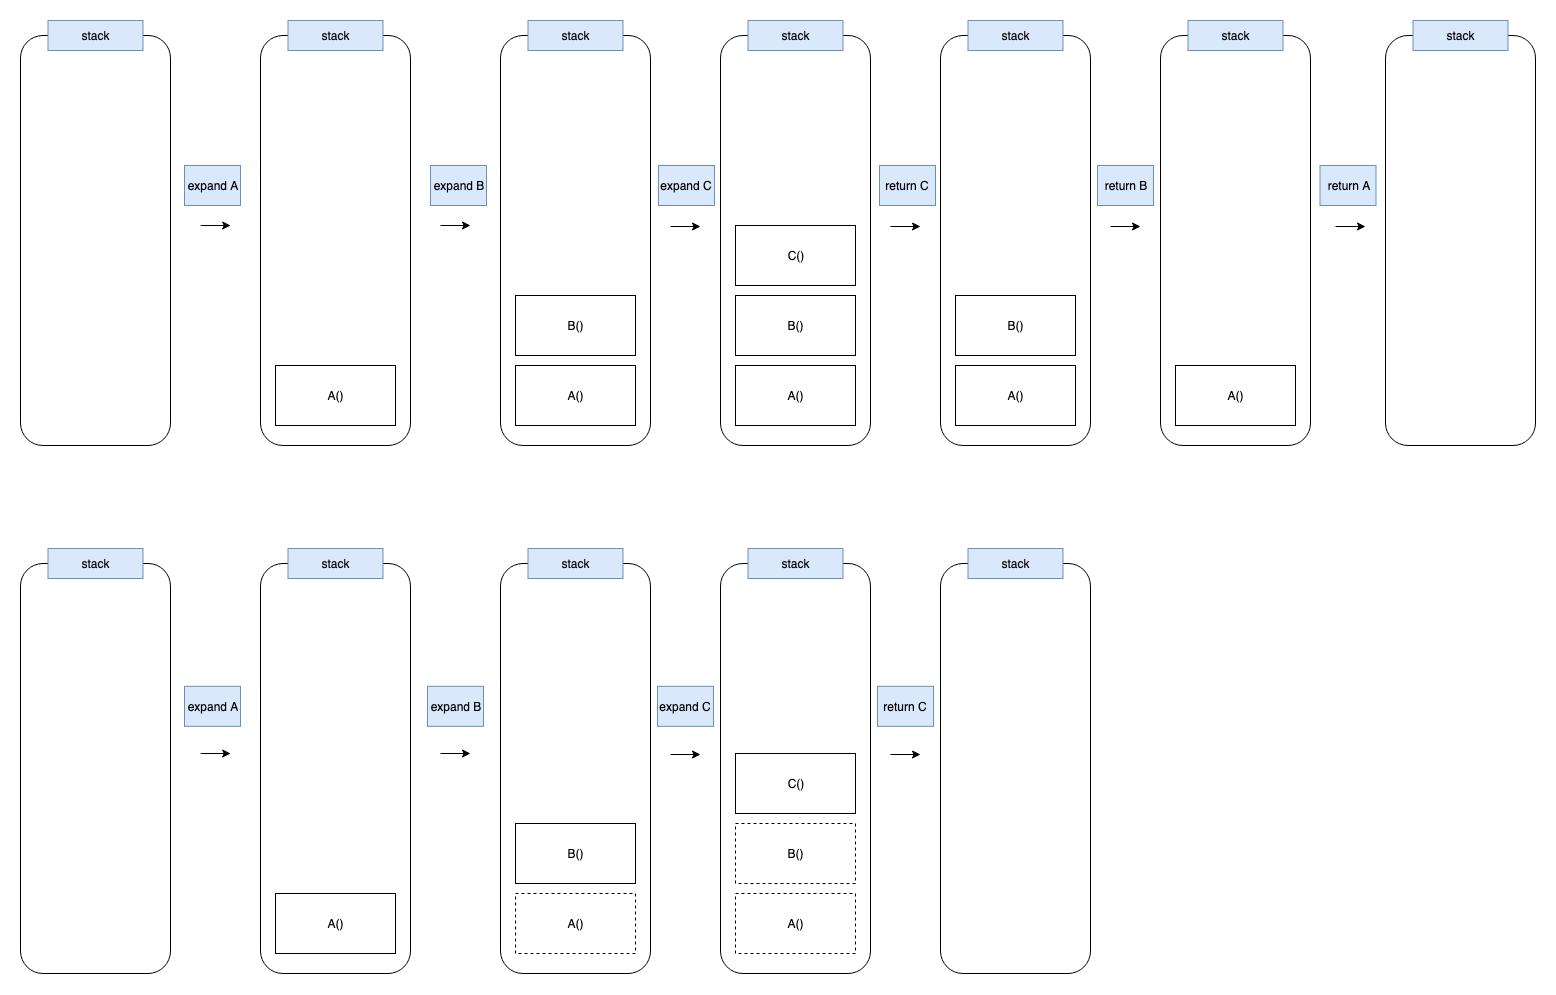 stack
stack
stack
stack
stack
stack
stack
expand A
expand B
expand C
return C
return B
return A
C()
B()
B()
B()
A()
A()
A()
A()
A()
stack
stack
stack
stack
stack
expand A
expand B
expand C
return C
C()
B()
B()
A()
A()
A()